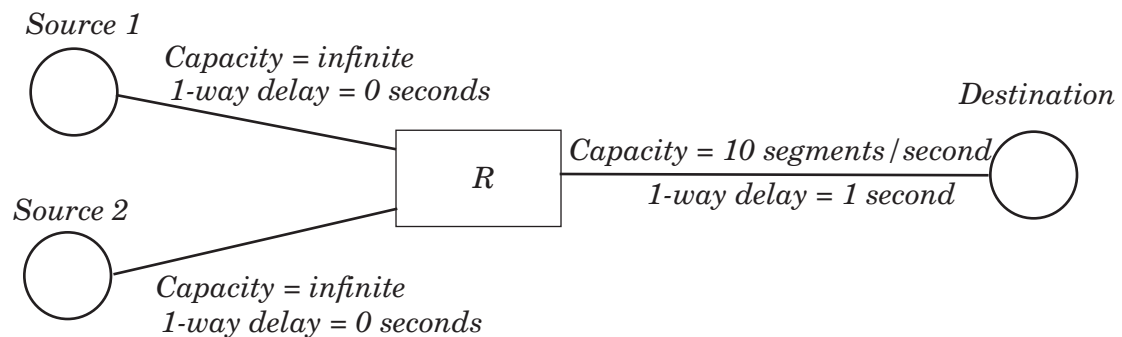 Source 1
Capacity = infinite
1-way delay = 0 seconds
Destination
Capacity = 10 segments/second
R
1-way delay = 1 second
Source 2
Capacity = infinite
1-way delay = 0 seconds